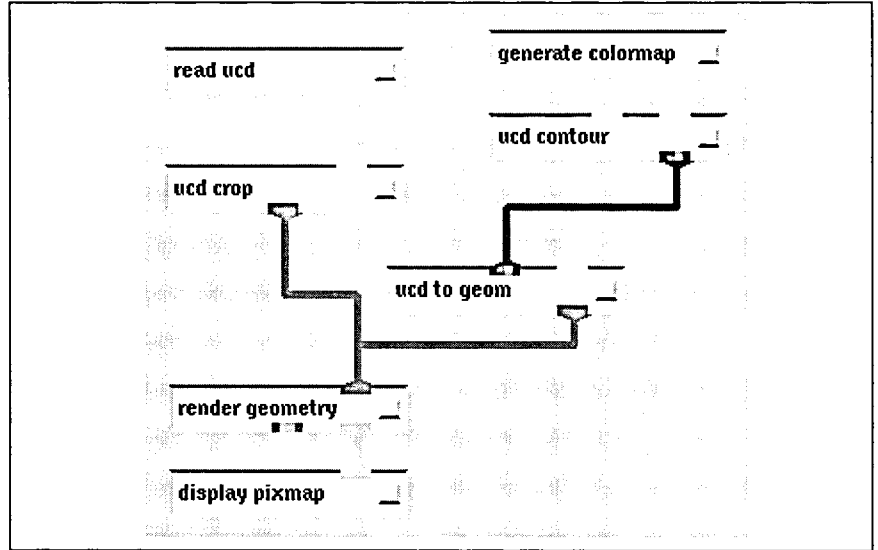 read ucd
generate colormap
ucd contour
ucd crop
ucd to geom
render geometry
display pixmap